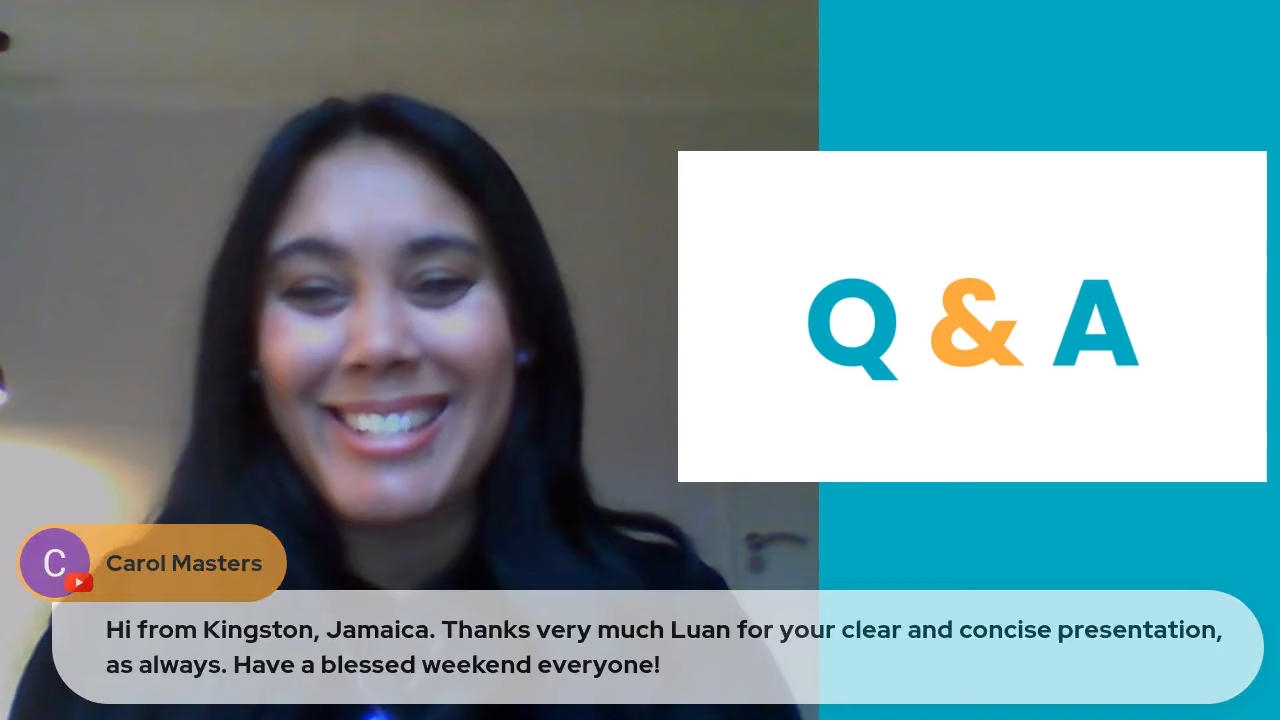 Q & A
C
Carol Masters
Hi from Kingston, Jamaica. Thanks very much Luan for your clear and concise presentation,
as always. Have a blessed weekend everyone!